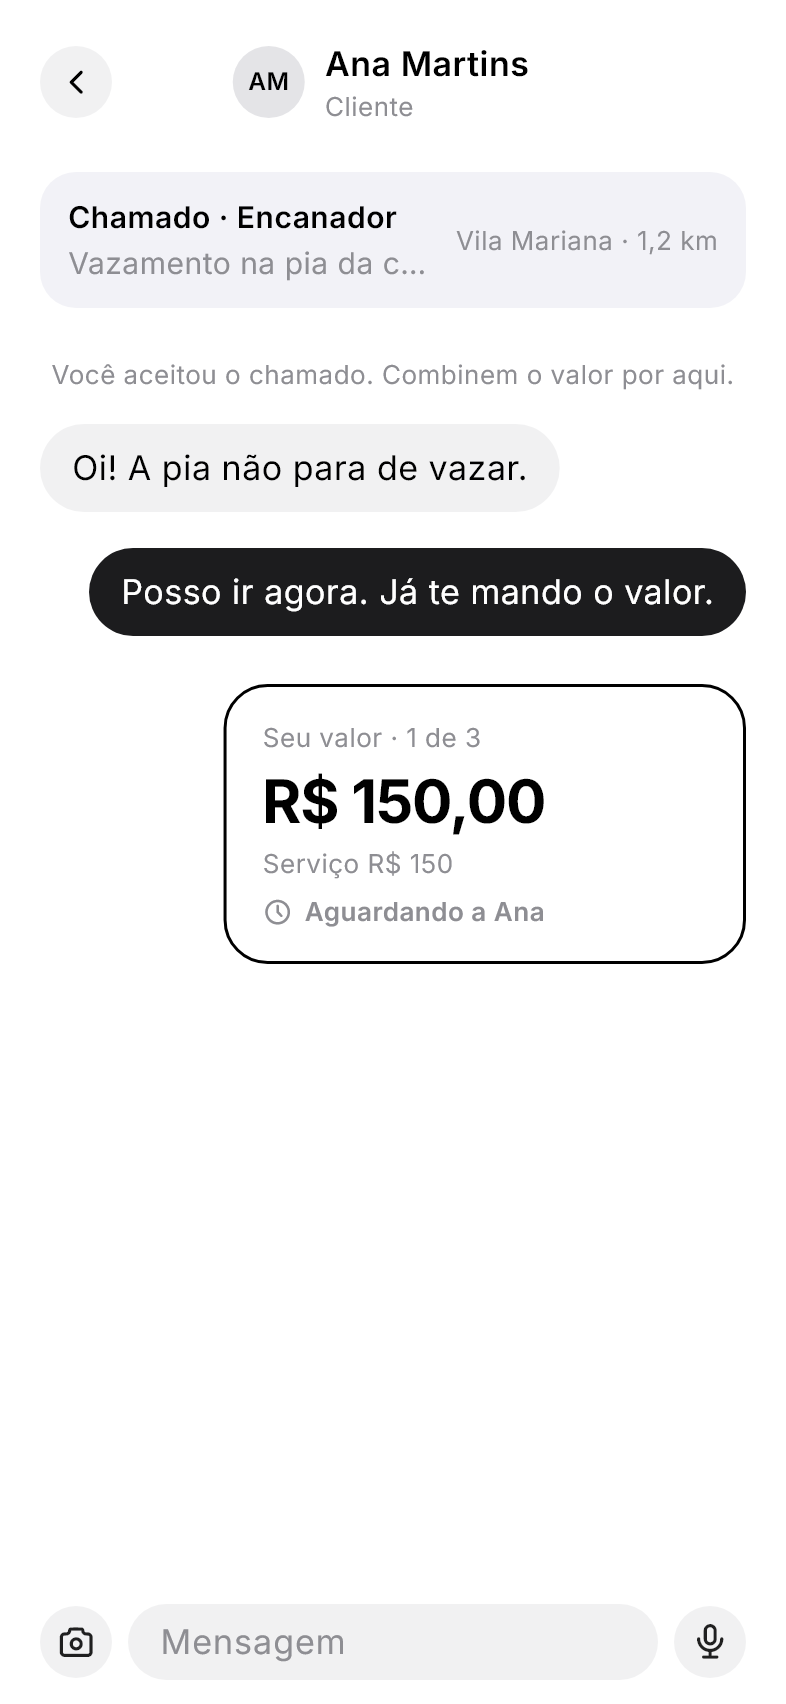 AM
Ana Martins
Cliente
Chamado · Encanador
Vazamento na pia da c...
Vila Mariana · 1,2 km
Você aceitou o chamado. Combinem o valor por aqui.
Oi! A pia não para de vazar.
Posso ir agora. Já te mando o valor.
Seu valor · 1 de 3
R$ 150,00
Serviço R$ 150
Aguardando a Ana
Mensagem